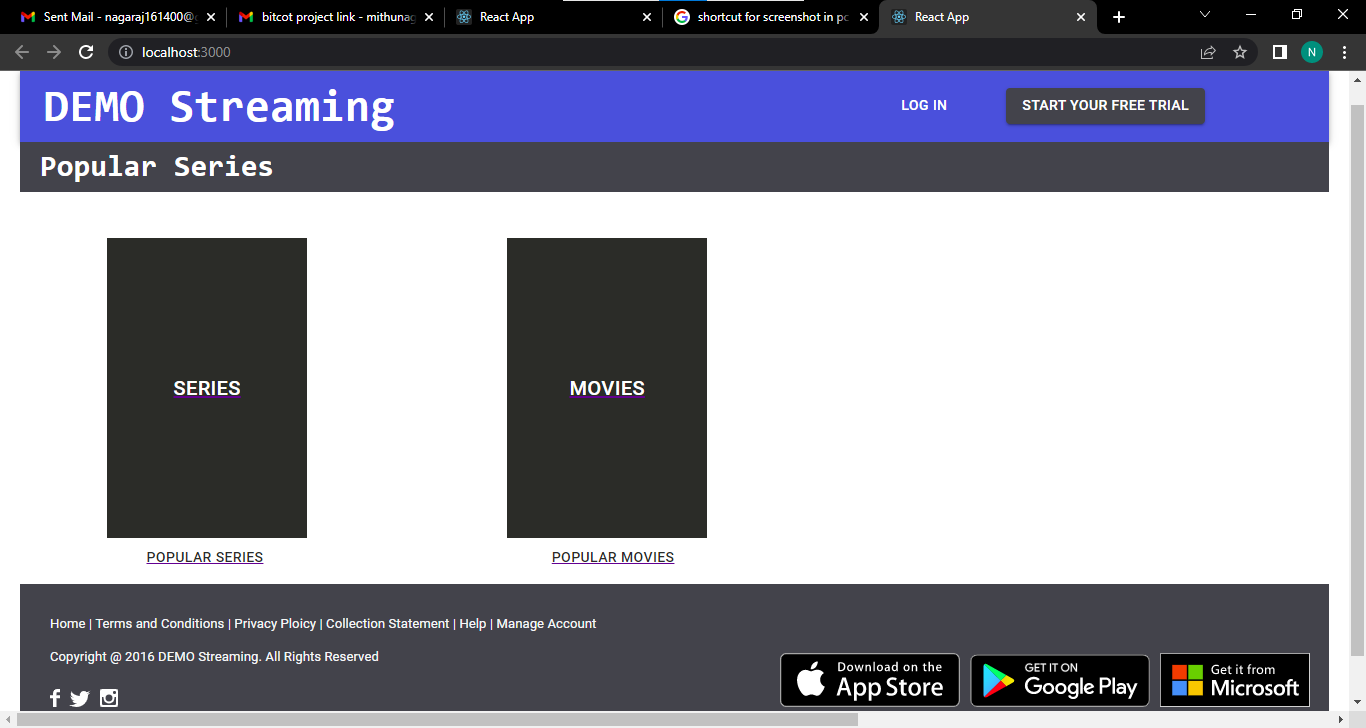 Sent Mail - nagaraj161400@g
bitcot project link - mithunag
React App
shortcut for screenshot in pc
React App
localhost:3000
N
DEMO Streaming
LOG IN
START YOUR FREE TRIAL
Popular Series
SERIES
MOVIES
POPULAR SERIES
POPULAR MOVIES
Home | Terms and Conditions | Privacy Ploicy | Collection Statement | Help | Manage Account
Copyright @ 2016 DEMO Streaming. All Rights Reserved
Download on the
App Store
GET IT ON
Google Play
Get it from
Microsoft